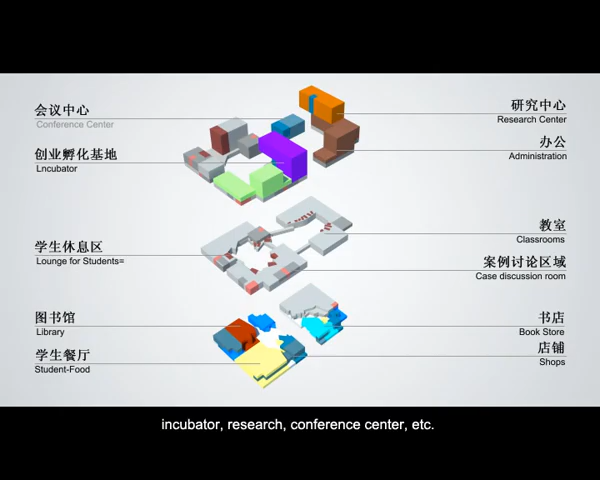 会议中心
Conference Center
研究中心
Research Center
创业孵化基地
Lncubator
办公
Administration
学生休息区
Lounge for Students=
教室
Classrooms
案例讨论区域
Case discussion room
图书馆
Library
书店
Book Store
学生餐厅
Student-Food
店铺
Shops
incubator, research, conference center, etc.